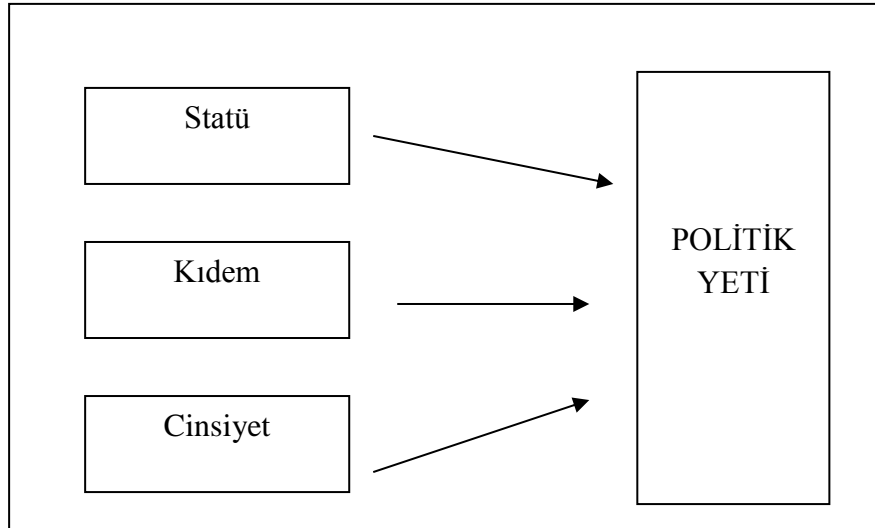 Statü
Kıdem
Cinsiyet
POLİTİK
YETİ